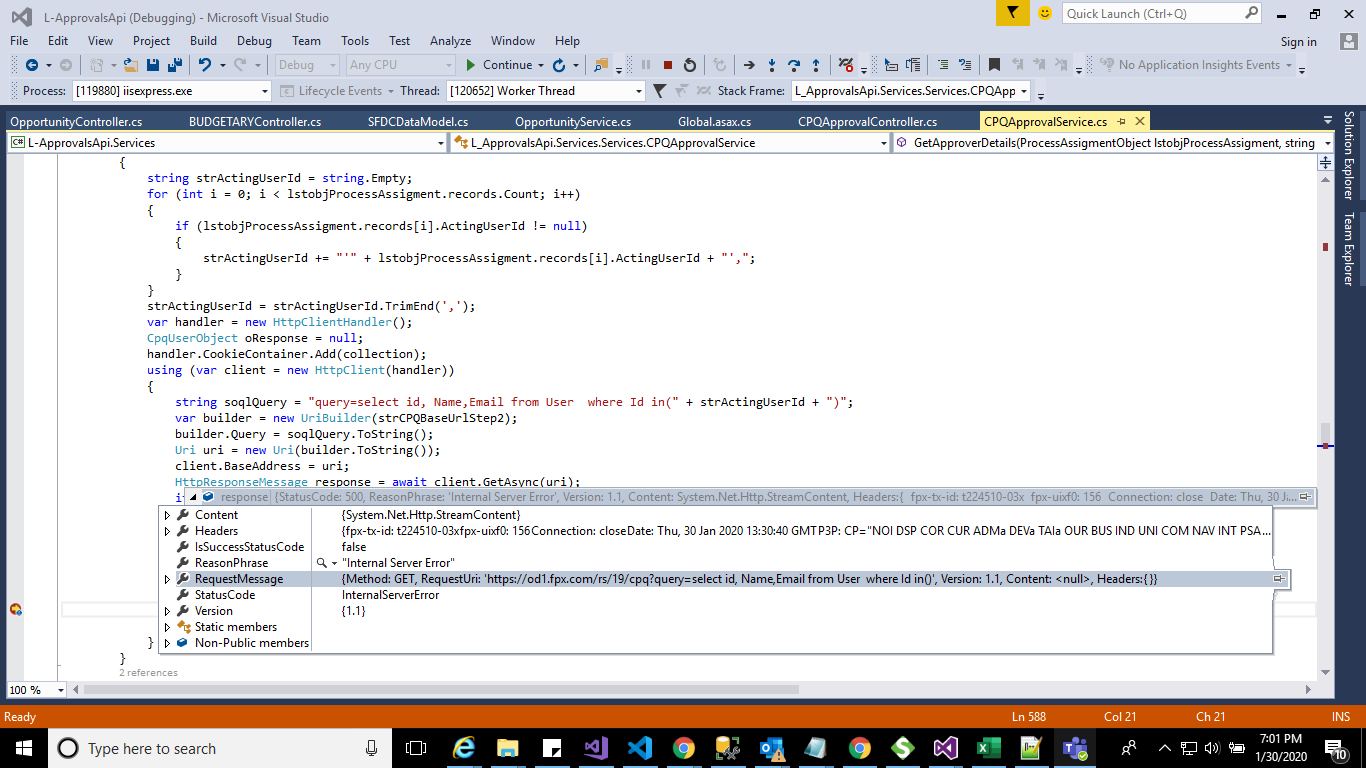 L-ApprovalsApi (Debugging) - Microsoft Visual Studio
Quick Launch (Ctrl+Q)
File Edit View Project Build Debug Team Tools Test Analyze Window Help
Sign in
Debug Any CPU Continue No Application Insights Events
Process: [119880] iisexpress.exe Lifecycle Events Thread: [120652] Worker Thread Stack Frame: L_ApprovalsApi.Services.Services.CPQApp
OpportunityController.cs BUDGETARYController.cs SFDCDataModel.cs OpportunityService.cs Global.asax.cs CPQApprovalController.cs CPQApprovalService.cs
C# L-ApprovalsApi.Services L_ApprovalsApi.Services.Services.CPQApprovalService GetApproverDetails(ProcessAssigmentObject lstobjProcessAssigment, string
Solution Explorer
Team Explorer
{
string strActingUserId = string.Empty;
for (int i = 0; i < lstobjProcessAssigment.records.Count; i++)
{
if (lstobjProcessAssigment.records[i].ActingUserId != null)
{
strActingUserId += "'" + lstobjProcessAssigment.records[i].ActingUserId + "',";
}
}
strActingUserId = strActingUserId.TrimEnd(',');
var handler = new HttpClientHandler();
CpqUserObject oResponse = null;
handler.CookieContainer.Add(collection);
using (var client = new HttpClient(handler))
{
string soqlQuery = "query=select id, Name,Email from User  where Id in(" + strActingUserId + ")";
var builder = new UriBuilder(strCPQBaseUrlStep2);
builder.Query = soqlQuery.ToString();
Uri uri = new Uri(builder.ToString());
client.BaseAddress = uri;
HttpResponseMessage response = await client.GetAsync(uri);
response {StatusCode: 500, ReasonPhrase: 'Internal Server Error', Version: 1.1, Content: System.Net.Http.StreamContent, Headers:{ fpx-tx-id: t224510-03x fpx-uixf0: 156 Connection: close Date: Thu, 30 J...
Content {System.Net.Http.StreamContent}
Headers {fpx-tx-id: t224510-03xfpx-uixf0: 156Connection: closeDate: Thu, 30 Jan 2020 13:30:40 GMTP3P: CP="NOI DSP COR CUR ADMa DEVa TAIa OUR BUS IND UNI COM NAV INT PSA...
IsSuccessStatusCode false
ReasonPhrase "Internal Server Error"
RequestMessage {Method: GET, RequestUri: 'https://od1.fpx.com/rs/19/cpq?query=select id, Name,Email from User  where Id in()', Version: 1.1, Content: <null>, Headers:{}}
StatusCode InternalServerError
Version {1.1}
Static members
Non-Public members
}
}
2 references
100 %
Ready Ln 588 Col 21 Ch 21 INS
Type here to search
7:01 PM
1/30/2020
10